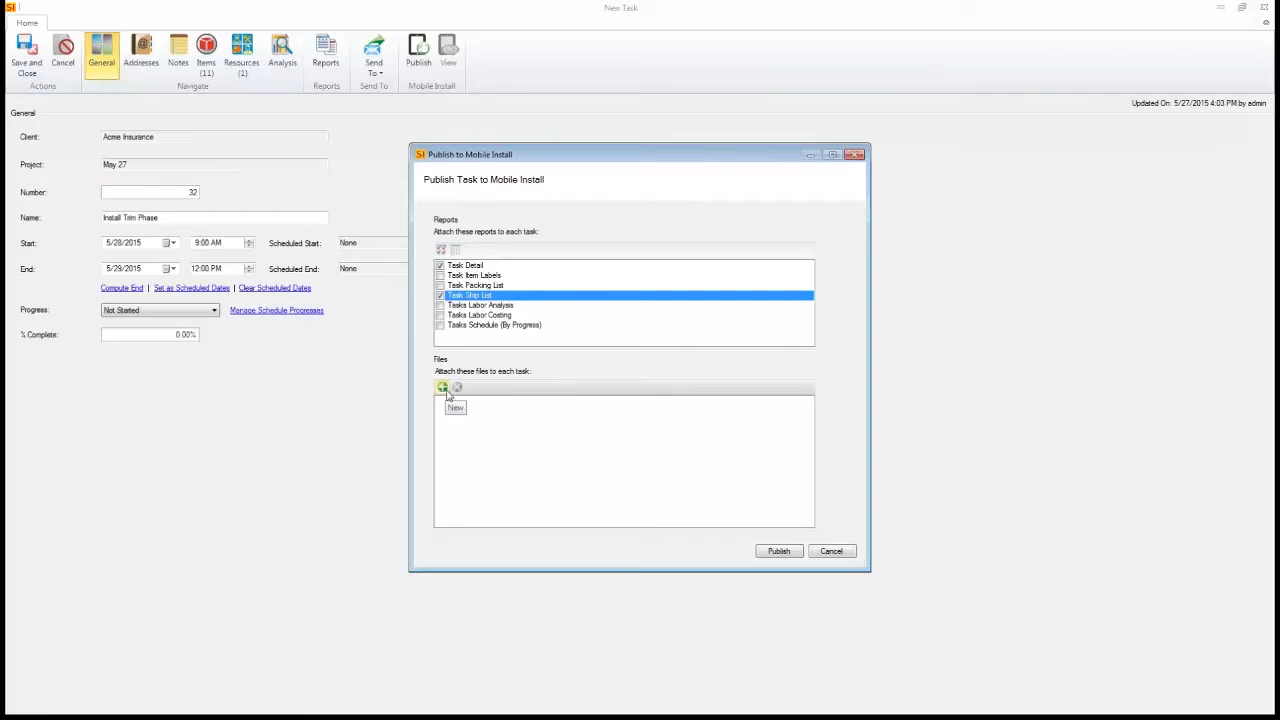 SI
New Task
Home
Save and Close
Cancel
General
Addresses
Notes
Items (11)
Resources (1)
Analysis
Reports
Send To
Publish
View
Actions
Navigate
Reports
Send To
Mobile Install
Updated On: 5/27/2015 4:03 PM by admin
General
Client: Acme Insurance
Project: May 27
Number: 32
Name: Install Trim Phase
Start: 5/28/2015 9:00 AM Scheduled Start: None
End: 5/29/2015 12:00 PM Scheduled End: None
Compute End | Set as Scheduled Dates | Clear Scheduled Dates
Progress: Not Started Manage Schedule Progresses
% Complete: 0.00%
SI Publish to Mobile Install
Publish Task to Mobile Install
Reports
Attach these reports to each task:
Task Detail
Task Item Labels
Task Packing List
Task Ship List
Tasks Labor Analysis
Tasks Labor Costing
Tasks Schedule (By Progress)
Files
Attach these files to each task:
New
Publish
Cancel